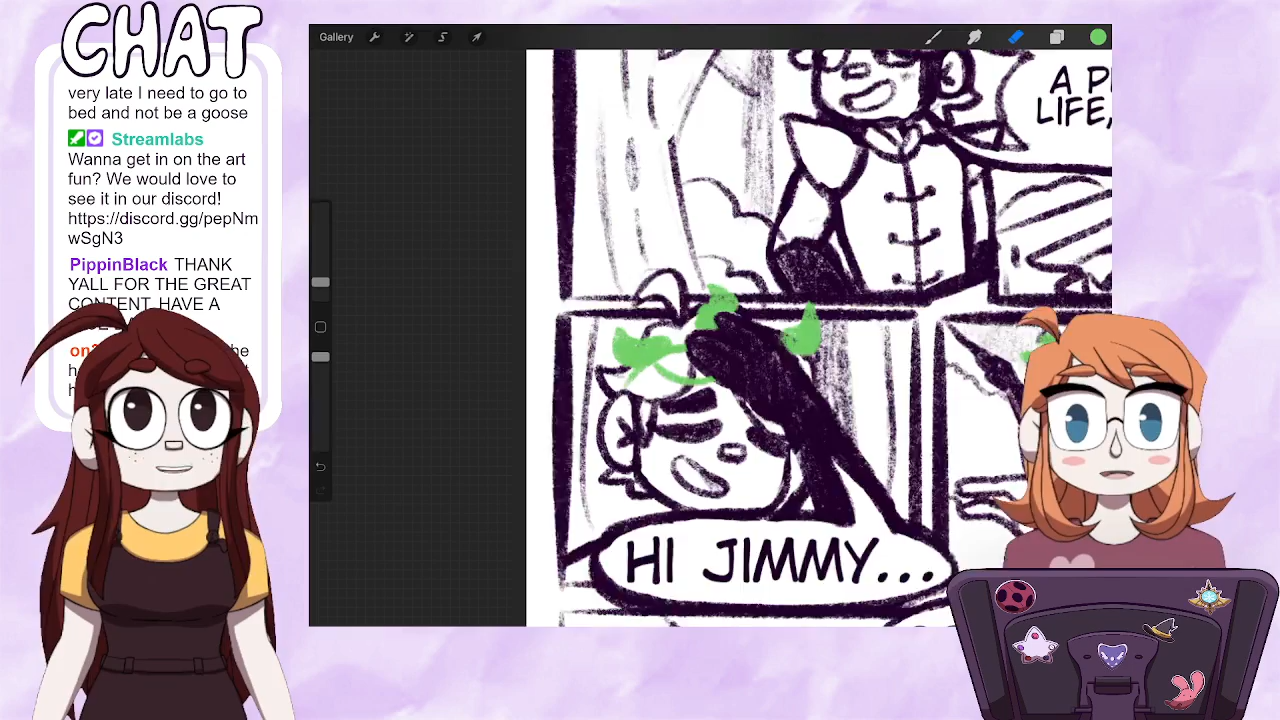 CHAT
very late I need to go to
bed and not be a goose
Streamlabs
Wanna get in on the art
fun? We would love to
see it in our discord!
https://discord.gg/pepNm
wSgN3
PippinBlack THANK
YALL FOR THE GREAT
CONTENT, HAVE A
Gallery
A P
LIFE,
HI JIMMY...